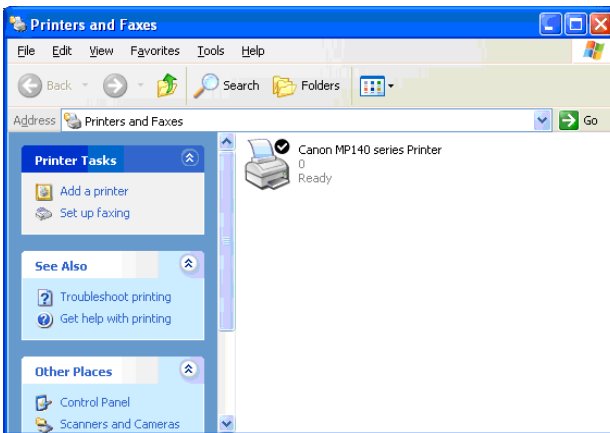 Printers and Faxes
File Edit View Favorites Tools Help
Back Search Folders
Address Printers and Faxes Go
Printer Tasks
Add a printer
Set up faxing
See Also
Troubleshoot printing
Get help with printing
Other Places
Control Panel
Scanners and Cameras
Canon MP140 series Printer
0
Ready